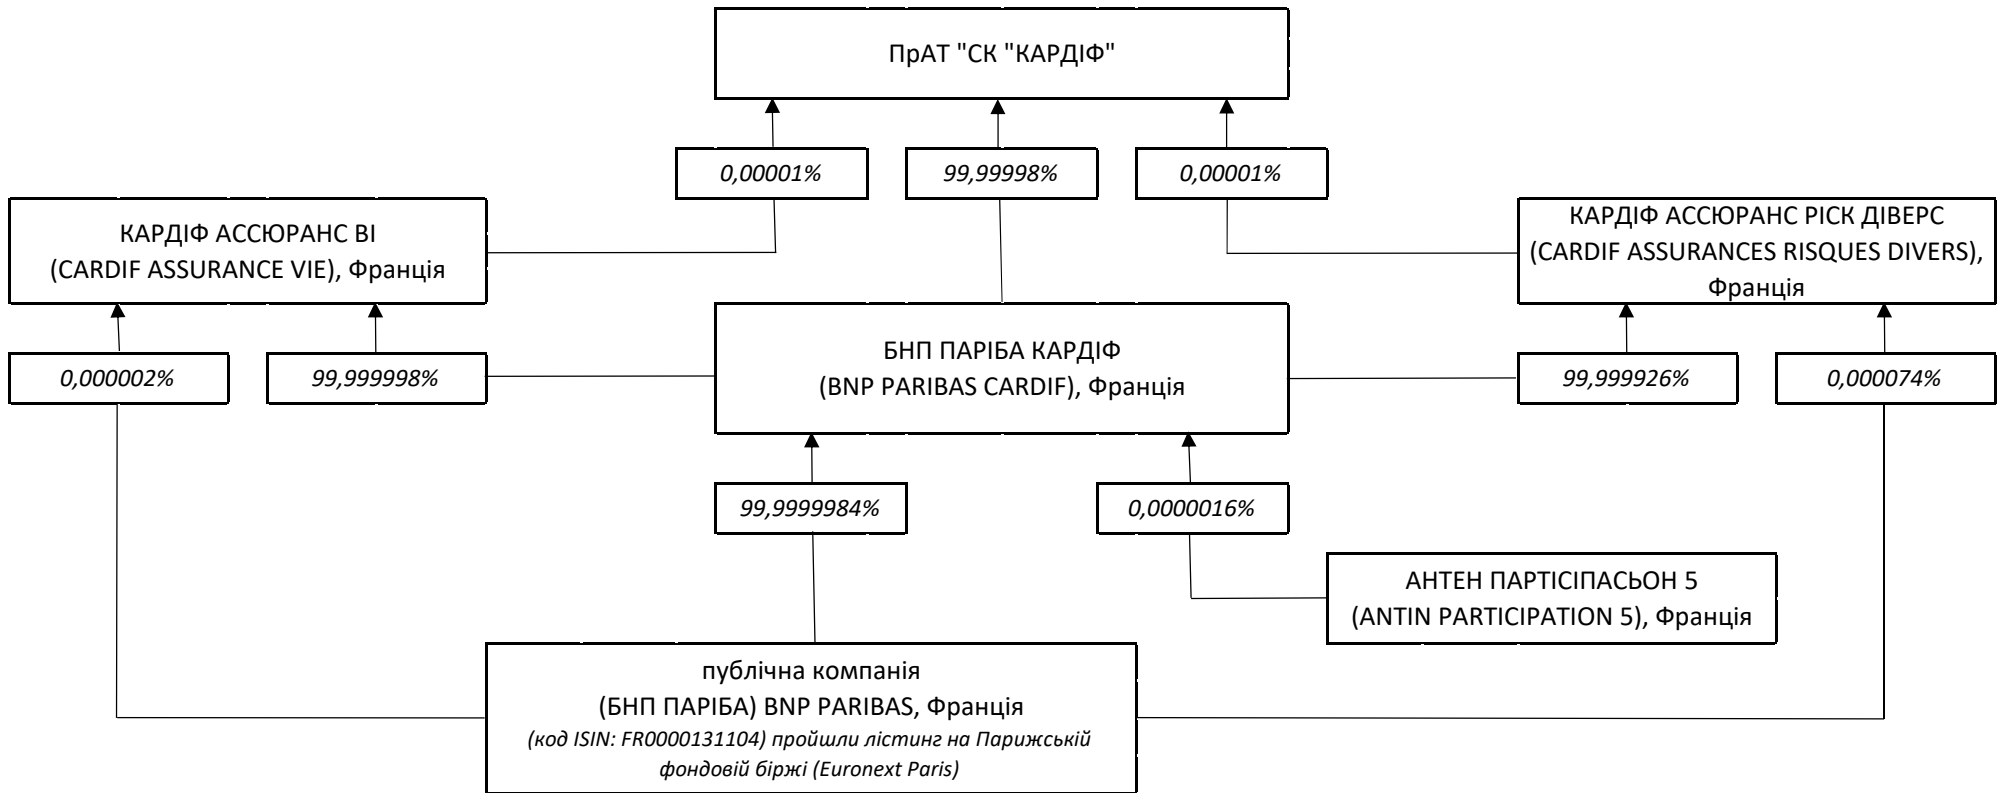 ПрАТ "СК "КАРДІФ"
0,00001%
99,99998%
0,00001%
КАРДІФ АССЮРАНС ВІ
(CARDIF ASSURANCE VIE), Франція
КАРДІФ АССЮРАНС РІСК ДІВЕРС
(CARDIF ASSURANCES RISQUES DIVERS),
Франція
БНП ПАРІБА КАРДІФ
(BNP PARIBAS CARDIF), Франція
0,000002%
99,999998%
99,999926%
0,000074%
99,9999984%
0,0000016%
АНТЕН ПАРТІСІПАСЬОН 5
(ANTIN PARTICIPATION 5), Франція
публічна компанія
(БНП ПАРІБА) BNP PARIBAS, Франція
(код ISIN: FR0000131104) пройшли лістинг на Парижській
фондовій біржі (Euronext Paris)